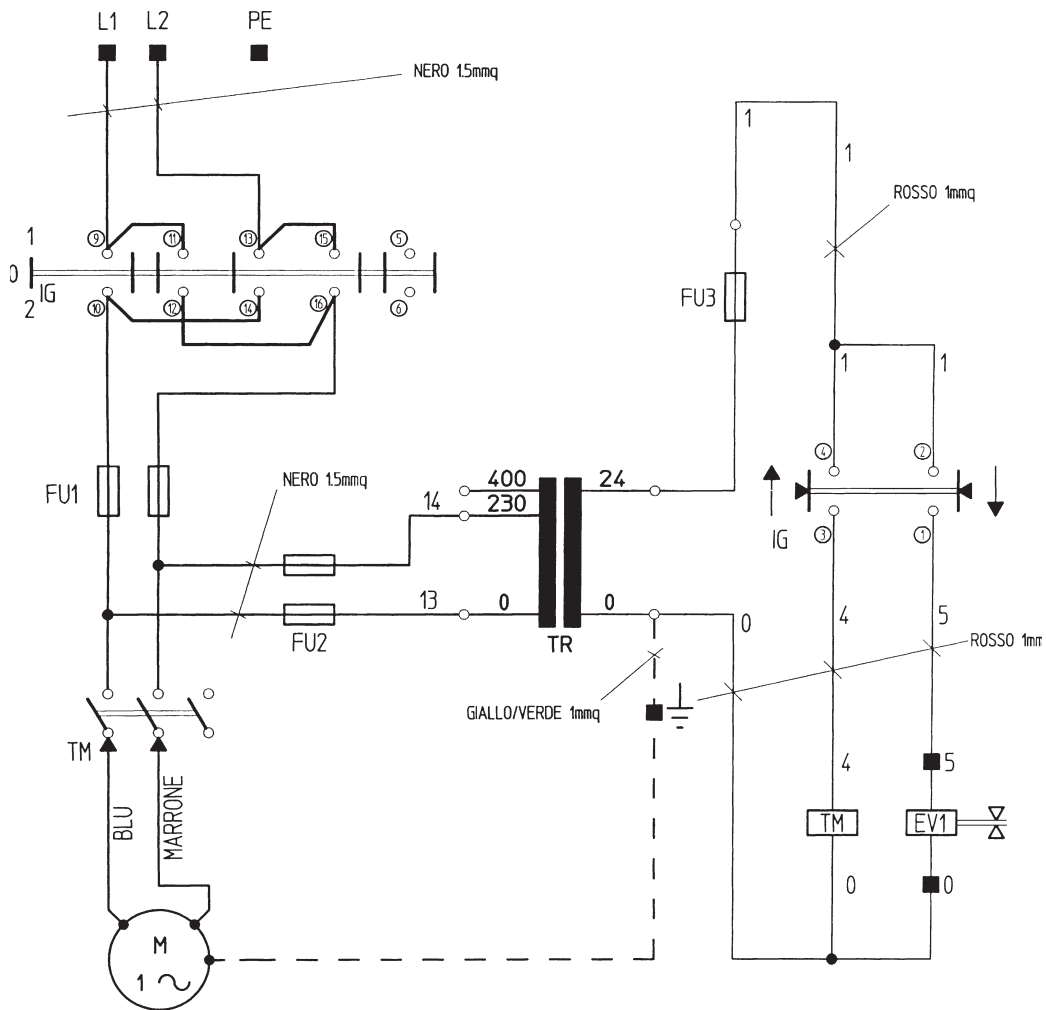 L1 L2 PE
NERO 1.5mmq
1 1
1
ROSSO 1mmq
1 9 11 13 15 5
0 IG
2 10 12 14 16 6
FU3
1 1
4 2
FU1
NERO 1.5mmq
400 24
14 230
IG 3 1
13 0 0 0
FU2 TR
4 5
ROSSO 1mm
GIALLO/VERDE 1mmq
TM
4 5
BLU
MARRONE
TM EV1
0 0
M
1